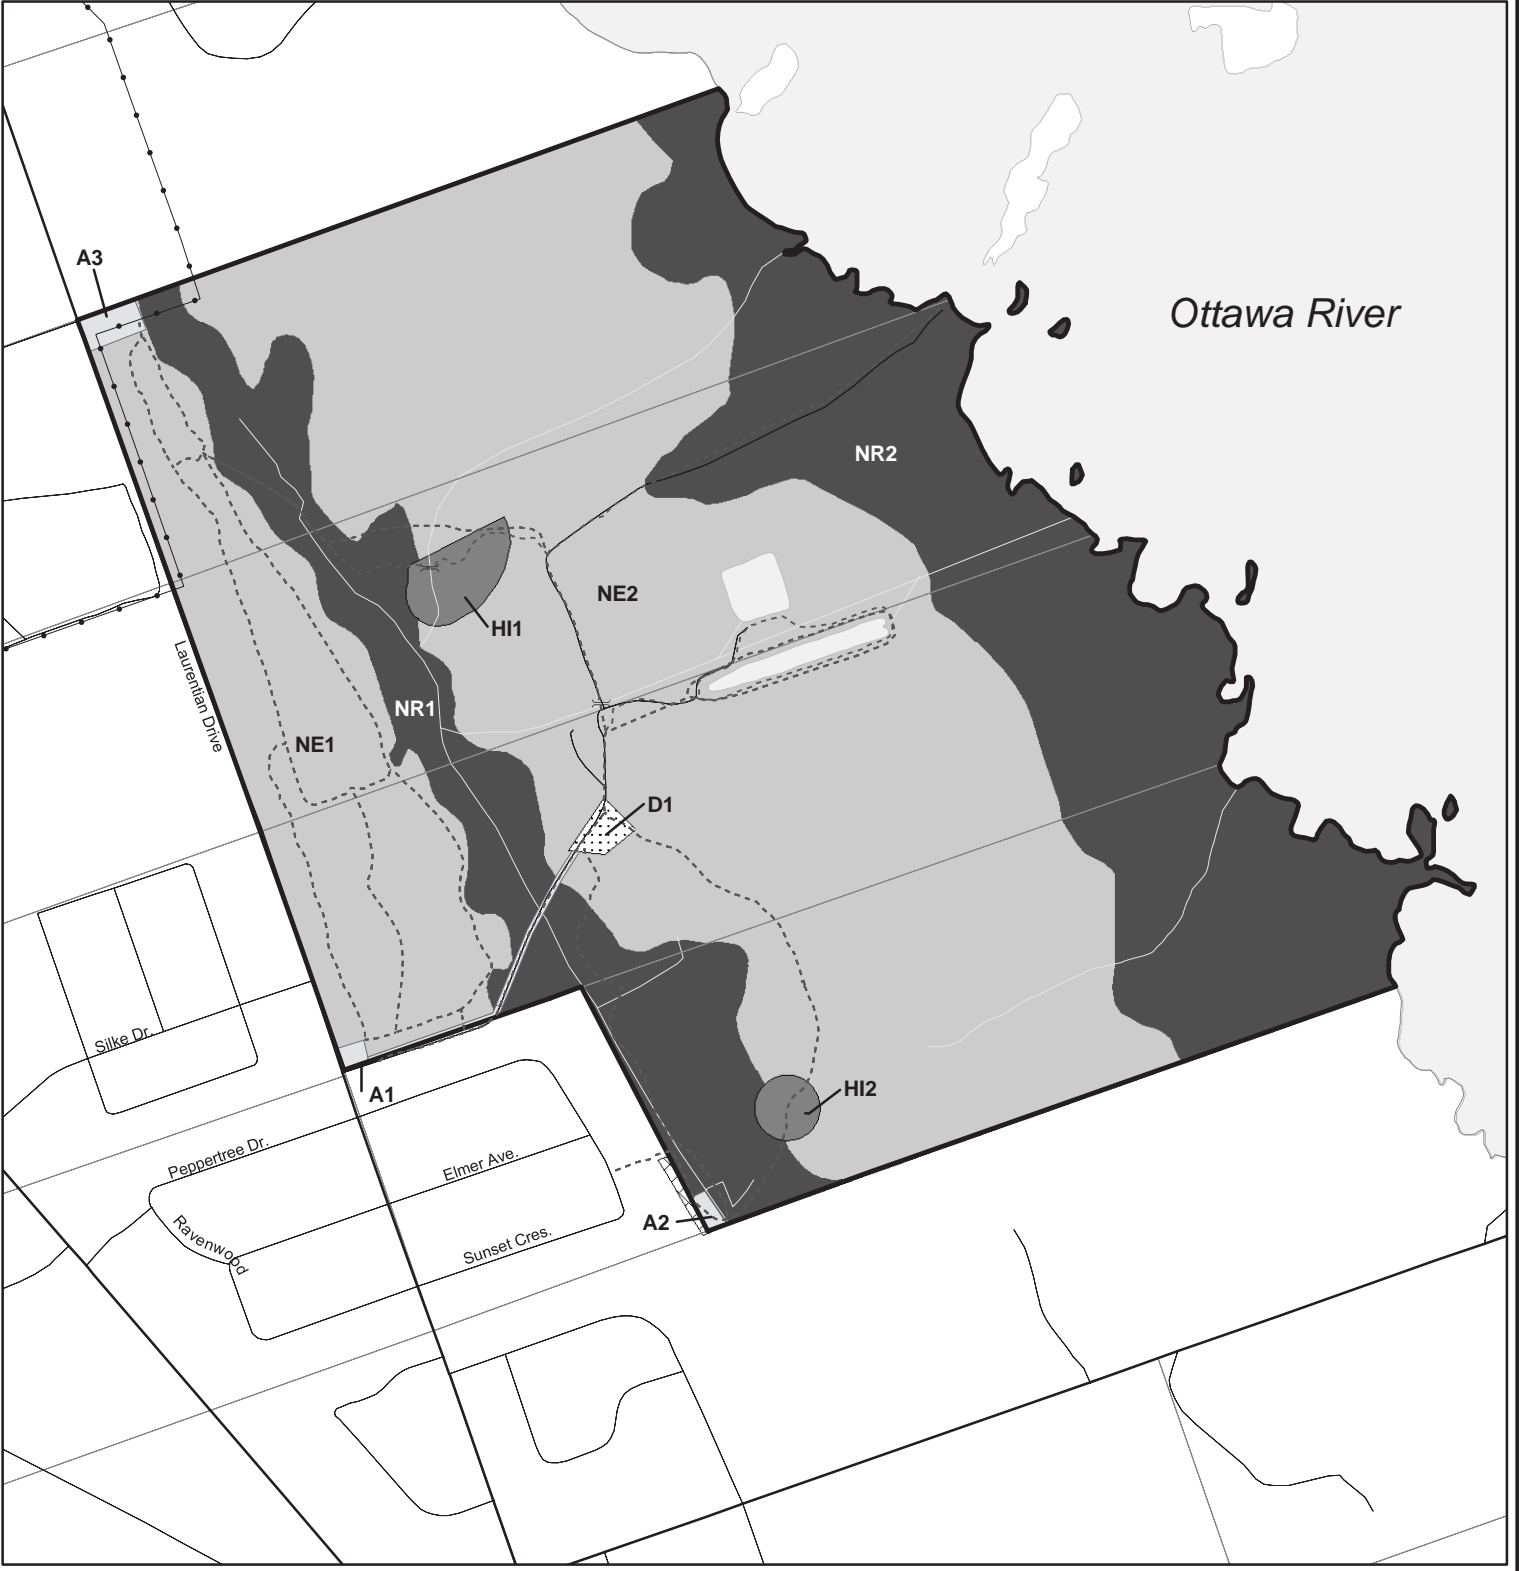 A3
Ottawa River
NR2
NE2
HI1
Laurentian Drive
NR1
NE1
D1
Silke Dr.
A1
HI2
Peppertree Dr.
Elmer Ave.
A2
Ravenwood
Sunset Cres.